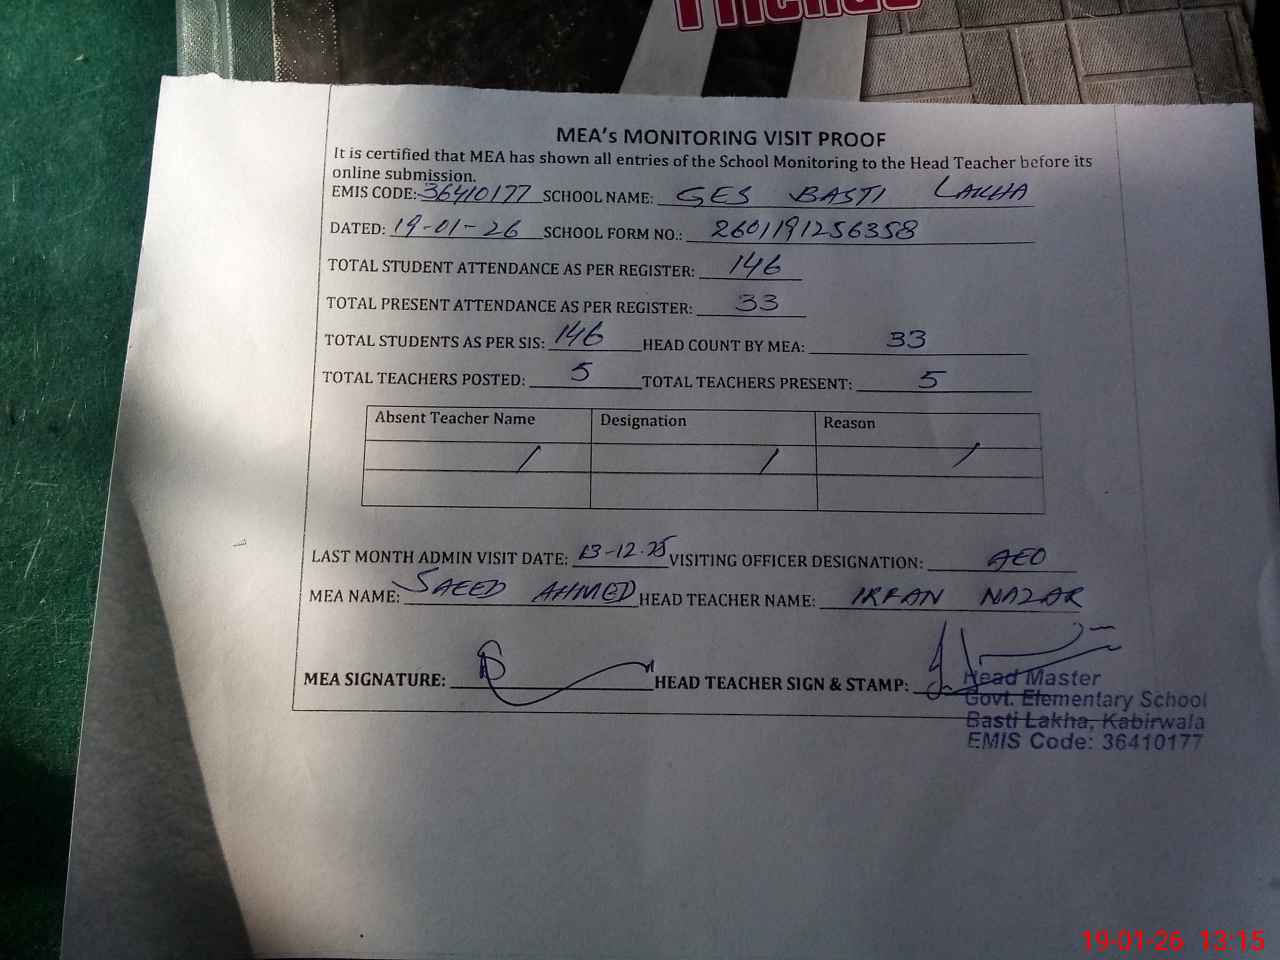 Friends
MEA's MONITORING VISIT PROOF
It is certified that MEA has shown all entries of the School Monitoring to the Head Teacher before its
online submission.
EMIS CODE: 36410177 SCHOOL NAME: GES BASTI LAKHA
DATED: 19-01-26 SCHOOL FORM NO.: 2601191256358
TOTAL STUDENT ATTENDANCE AS PER REGISTER: 146
TOTAL PRESENT ATTENDANCE AS PER REGISTER: 33
TOTAL STUDENTS AS PER SIS: 146 HEAD COUNT BY MEA: 33
TOTAL TEACHERS POSTED: 5 TOTAL TEACHERS PRESENT: 5
Absent Teacher Name Designation Reason
/ / /
LAST MONTH ADMIN VISIT DATE: 13-12-25 VISITING OFFICER DESIGNATION: AEO
MEA NAME: SAEED AHMED HEAD TEACHER NAME: IRFAN NAZAR
MEA SIGNATURE: HEAD TEACHER SIGN & STAMP:
Head Master
Govt. Elementary School
Basti Lakha, Kabirwala
EMIS Code: 36410177
19-01-26 13:15